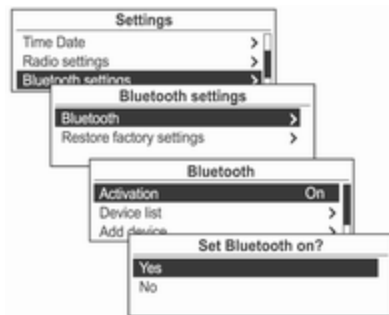 Settings
Time Date >
Radio settings >
Bluetooth settings >
Bluetooth settings
Bluetooth >
Restore factory settings >
Bluetooth
Activation On
Device list >
Add device
Set Bluetooth on?
Yes
No